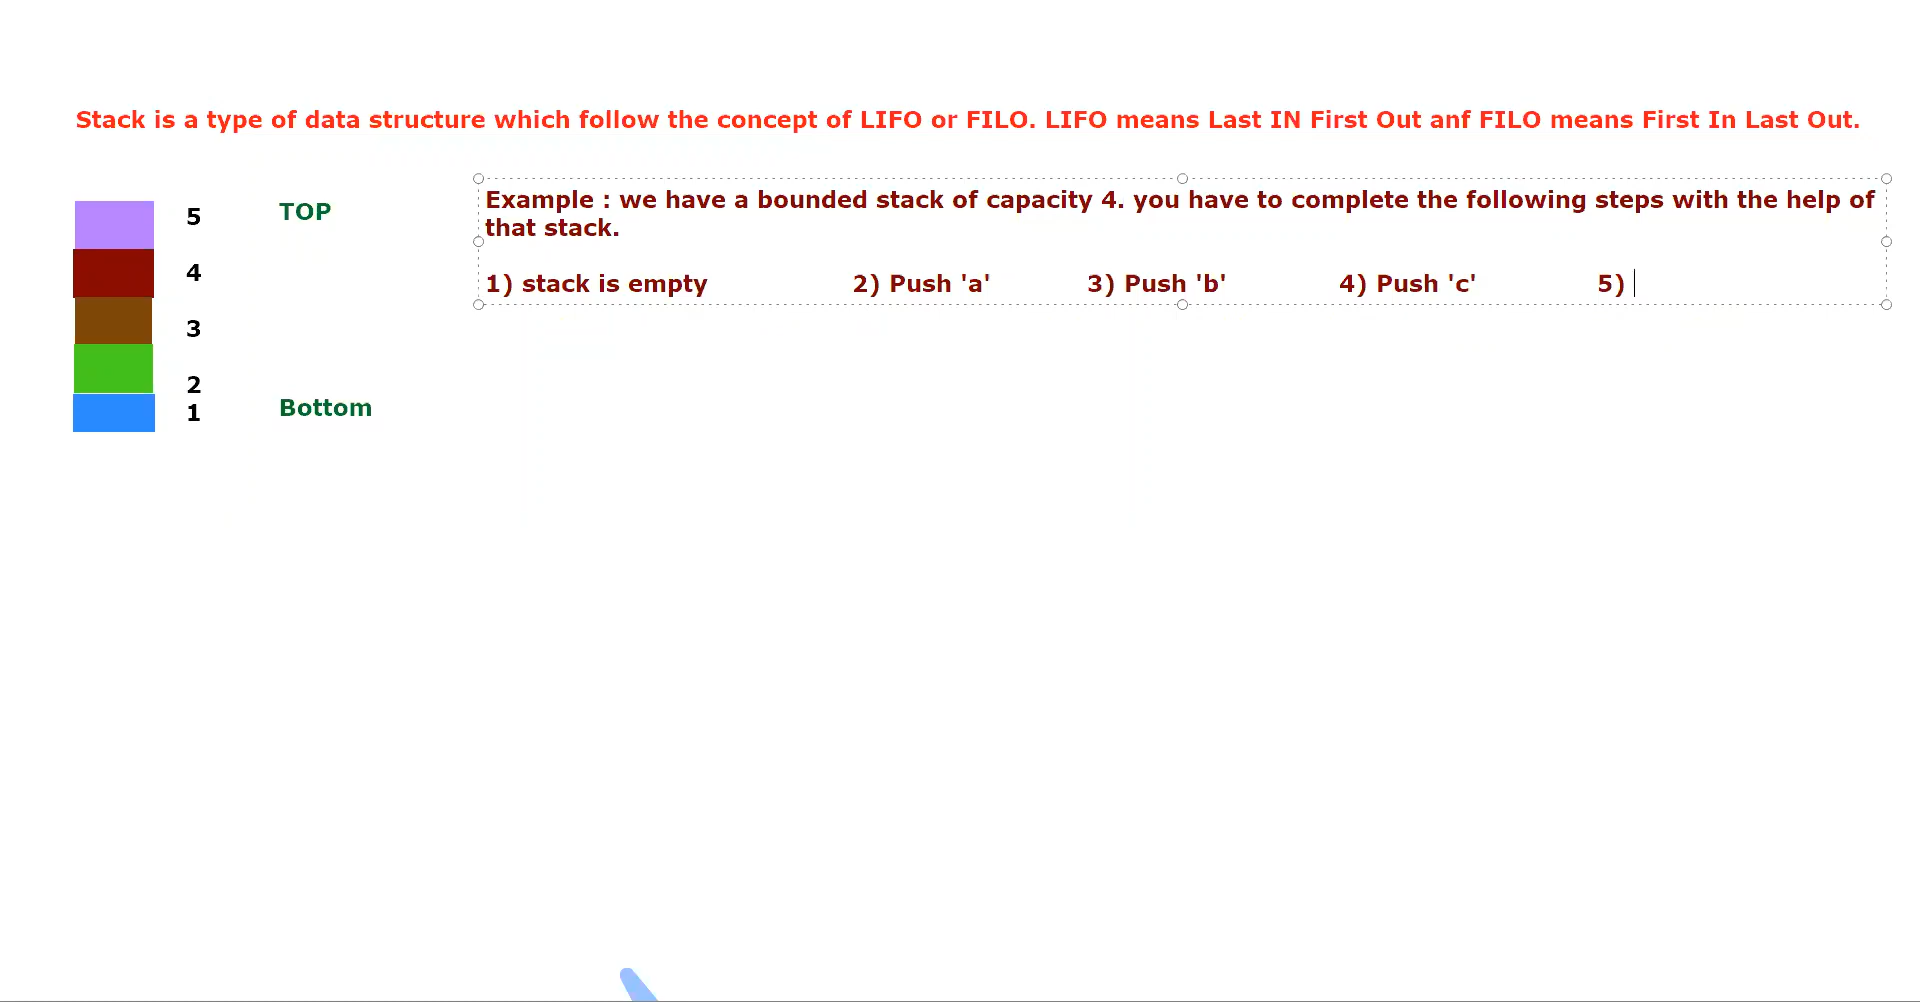 Stack is a type of data structure which follow the concept of LIFO or FILO. LIFO means Last IN First Out anf FILO means First In Last Out.
5 TOP
4
3
2
1 Bottom
Example : we have a bounded stack of capacity 4. you have to complete the following steps with the help of
that stack.
1) stack is empty 2) Push 'a' 3) Push 'b' 4) Push 'c' 5)